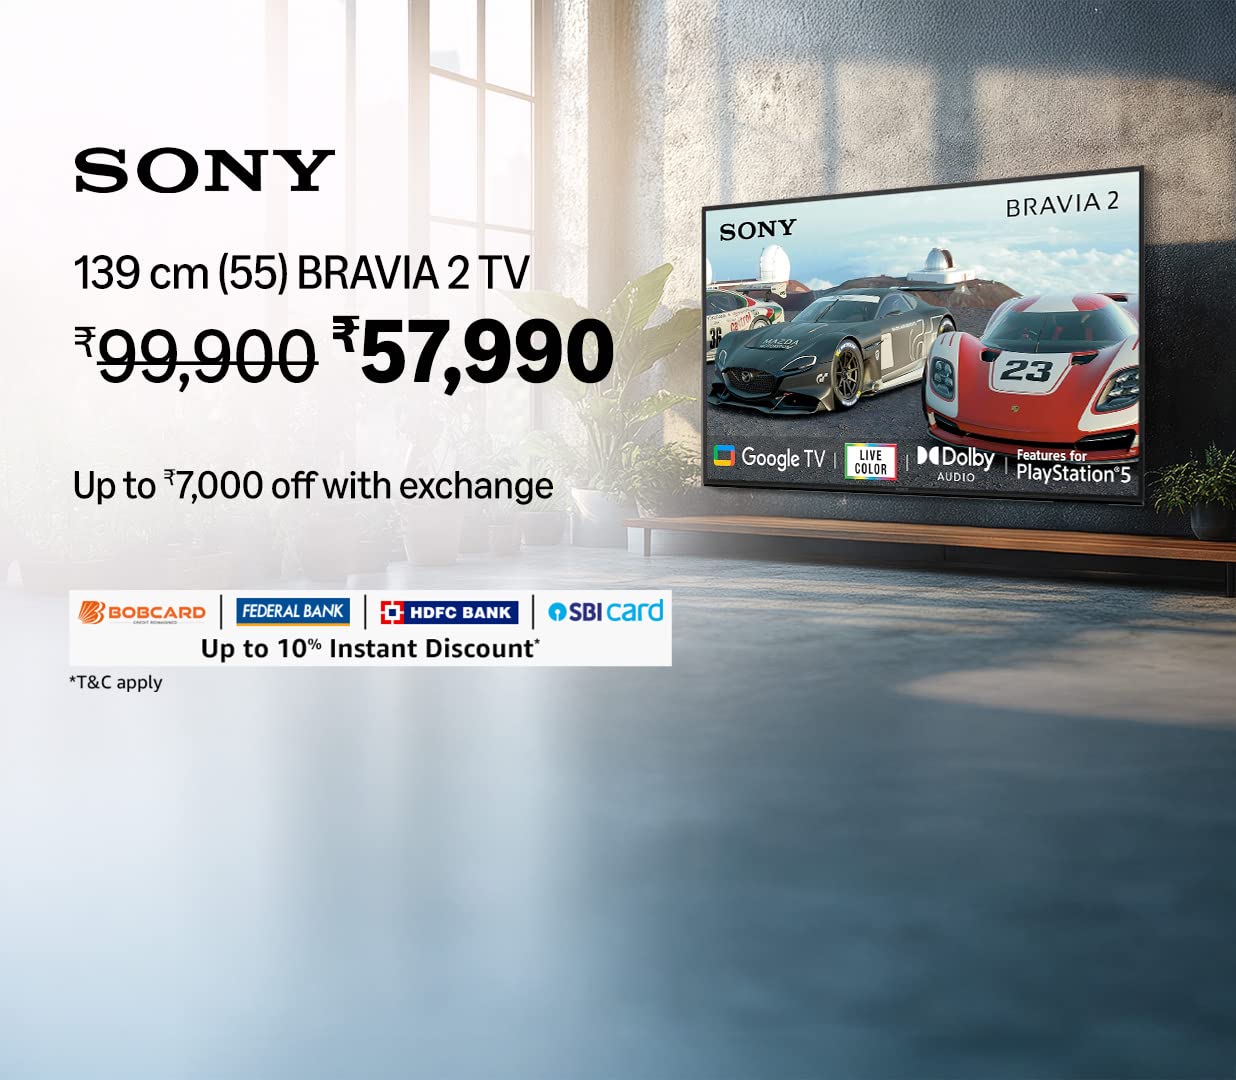 SONY
139 cm (55) BRAVIA 2 TV
₹99,900 ₹57,990
Up to ₹7,000 off with exchange
BOBCARD | FEDERAL BANK | HDFC BANK | SBI card
Up to 10% Instant Discount*
*T&C apply
SONY
BRAVIA 2
36
MAZDA
23
Google TV | LIVE COLOR | Dolby AUDIO | Features for PlayStation®5